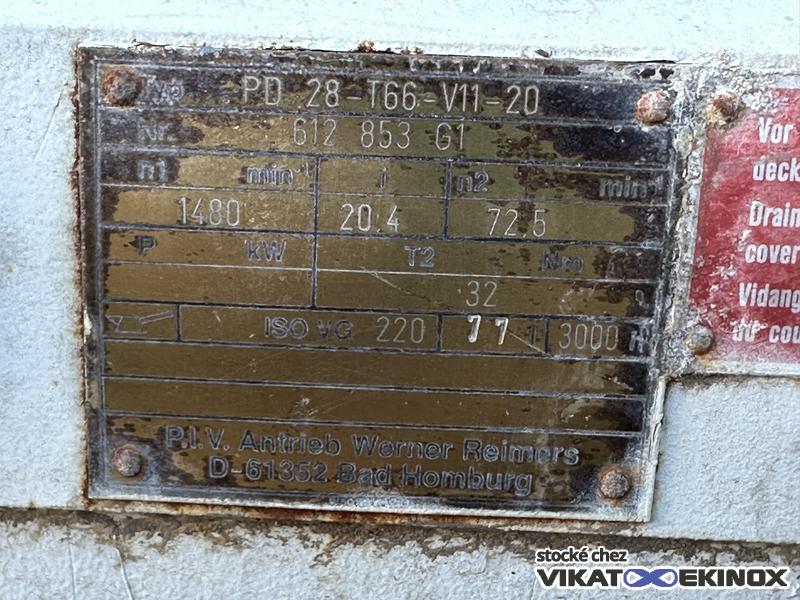 Typ PD 28-T66-V11-20
Nr. 612 853 G1
n1 min⁻¹ i n2 min⁻¹
1480 20.4 72.5
P kW T2 Nm
32
ISO VG 220 11 l 3000 H
P.I.V. Antrieb Werner Reimers
D-61352 Bad Homburg
Vor
deck
Drain
cover
Vidang
du cou
stocké chez
VIKAT EKINOX